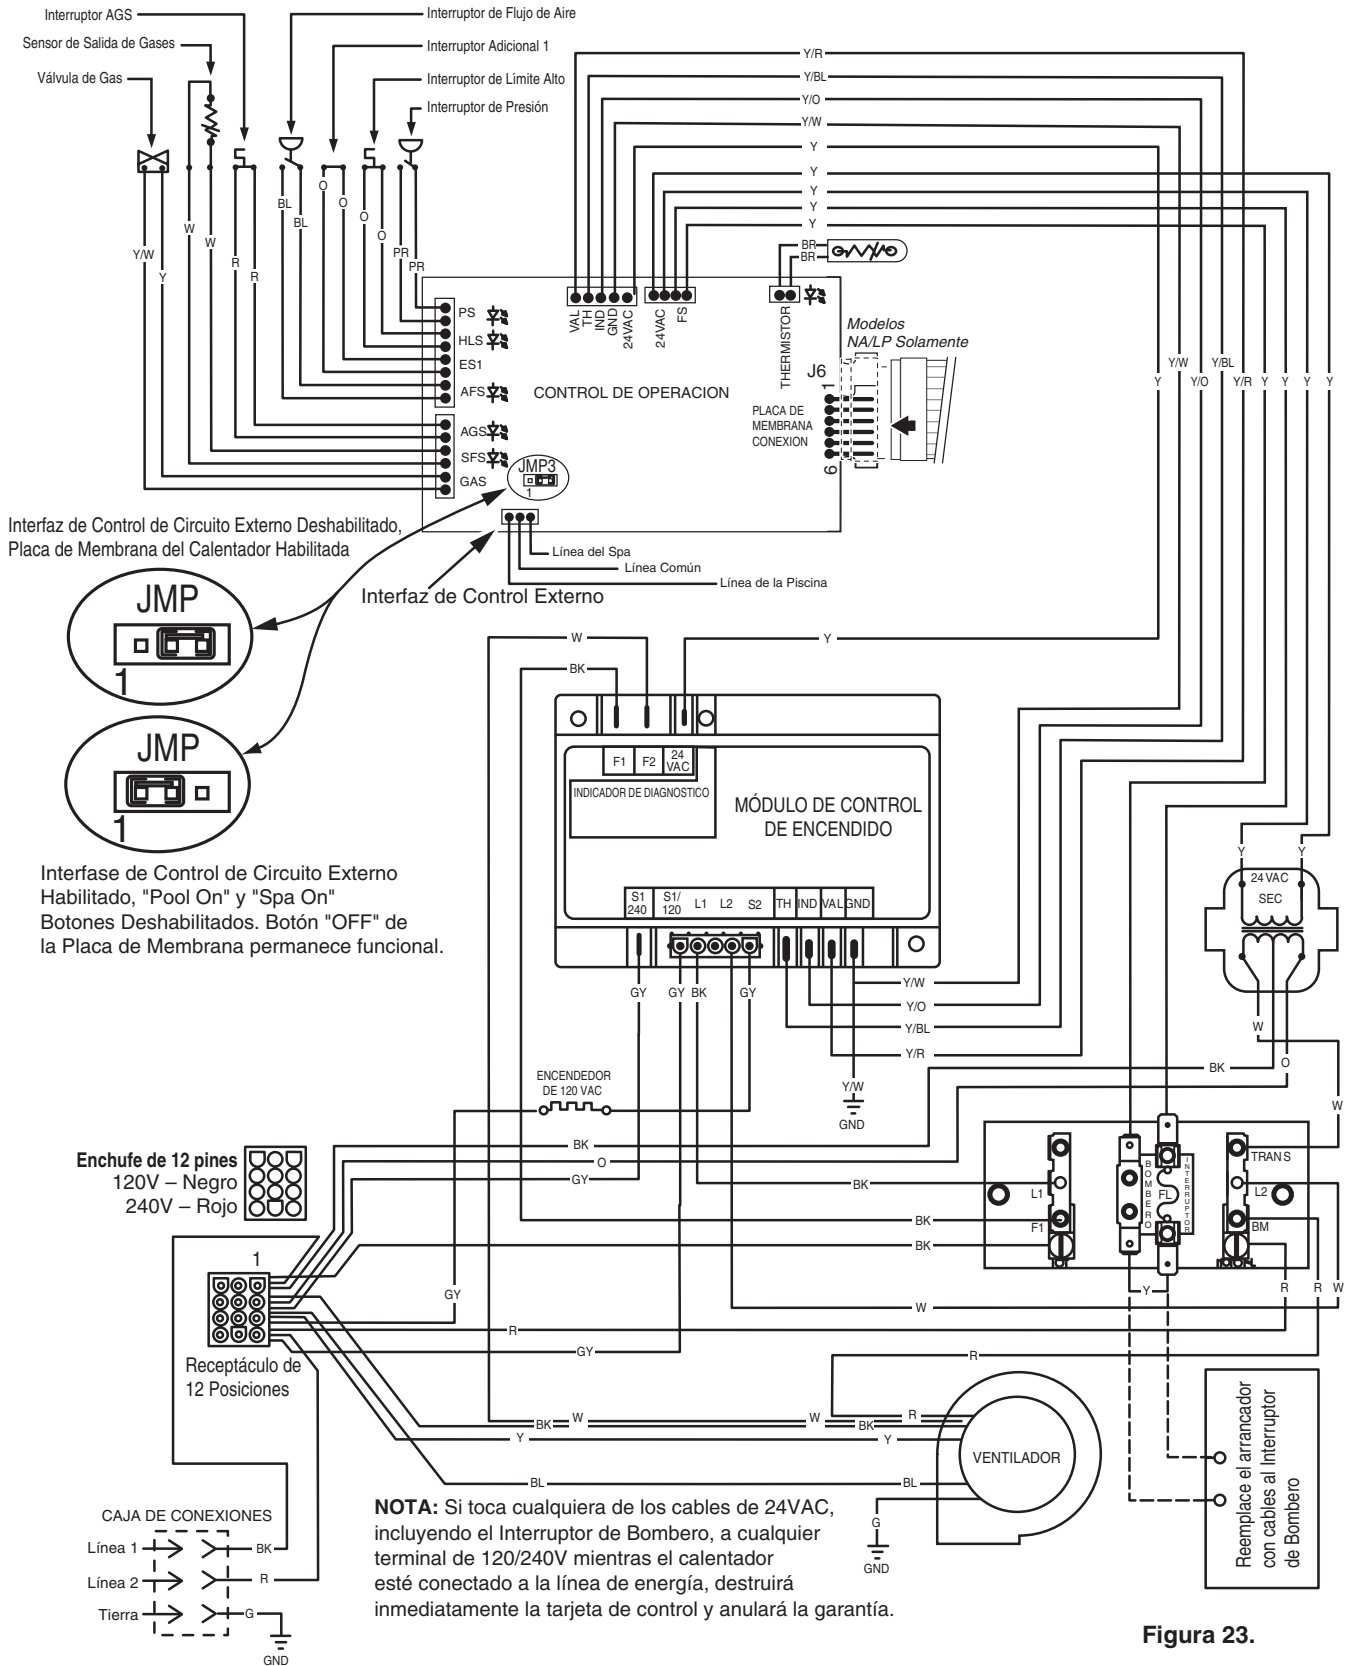 Interruptor AGS
Sensor de Salida de Gases
Válvula de Gas
Interruptor de Flujo de Aire
Interruptor Adicional 1
Interruptor de Límite Alto
Interruptor de Presión
Y/R
Y/BL
Y/O
Y/W
Y
Y
Y
Y
Y
O
O
BL
BL
O
O
W
W
Y/W
Y
R
R
PR
PR
BR
BR
PS
HLS
ES1
AFS
AGS
SFS
GAS
VAL
TH
IND
GND
24VAC
24VAC
FS
THERMISTOR
Modelos
NA/LP Solamente
J6
1
6
CONTROL DE OPERACION
PLACA DE
MEMBRANA
CONEXION
JMP3
1
Y
Y/W
Y/O
Y/BL
Y/R
Y
Y
Y
Y
Interfaz de Control de Circuito Externo Deshabilitado,
Placa de Membrana del Calentador Habilitada
Línea del Spa
Línea Común
Línea de la Piscina
Interfaz de Control Externo
JMP
1
JMP
1
Interfase de Control de Circuito Externo
Habilitado, "Pool On" y "Spa On"
Botones Deshabilitados. Botón "OFF" de
la Placa de Membrana permanece funcional.
W
BK
Y
F1
F2
24
VAC
INDICADOR DE DIAGNOSTICO
MÓDULO DE CONTROL
DE ENCENDIDO
S1
240
S1/
120
L1
L2
S2
TH
IND
VAL
GND
GY
GY
BK
GY
Y/W
Y/O
Y/BL
Y/R
Y/W
GND
Y
Y
24 VAC
SEC
W
O
BK
W
ENCENDEDOR
DE 120 VAC
BK
O
GY
Enchufe de 12 pines
120V – Negro
240V – Rojo
BK
BK
BK
L1
F1
BOMBERO
FL
INTERRUPTOR
TRANS
L2
BM
Y
R
R
W
1
Receptáculo de
12 Posiciones
GY
W
R
GY
R
W
BK
Y
BL
W
BK
R
Y
BL
VENTILADOR
G
GND
Reemplace el arrancador
con cables al Interruptor
de Bombero
CAJA DE CONEXIONES
Línea 1
BK
Línea 2
R
Tierra
G
GND
NOTA: Si toca cualquiera de los cables de 24VAC,
incluyendo el Interruptor de Bombero, a cualquier
terminal de 120/240V mientras el calentador
esté conectado a la línea de energía, destruirá
inmediatamente la tarjeta de control y anulará la garantía.
Figura 23.